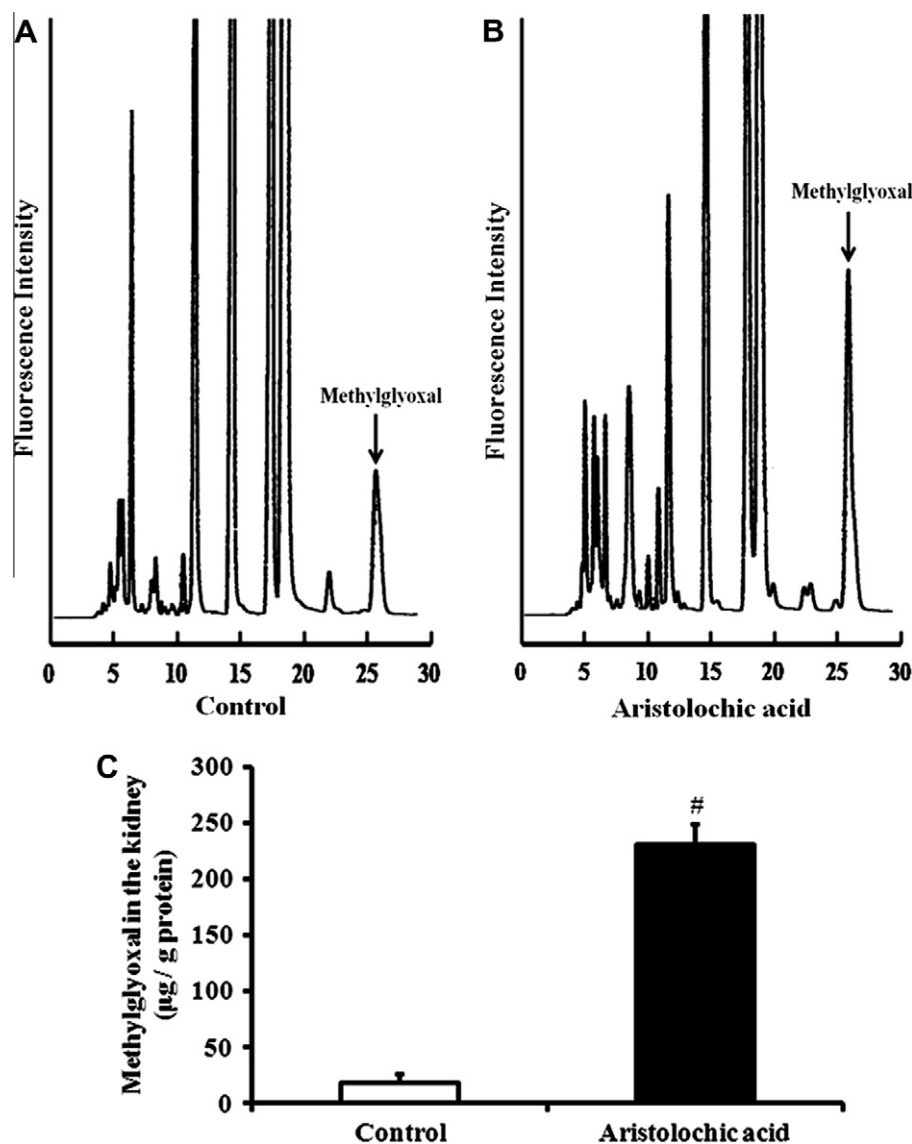 A
B
Fluorescence Intensity
Methylglyoxal
0 5 10 15 20 25 30
Control
Fluorescence Intensity
Methylglyoxal
0 5 10 15 20 25 30
Aristolochic acid
C
Methylglyoxal in the kidney
(µg / g protein)
300
250
200
150
100
50
0
#
Control
Aristolochic acid